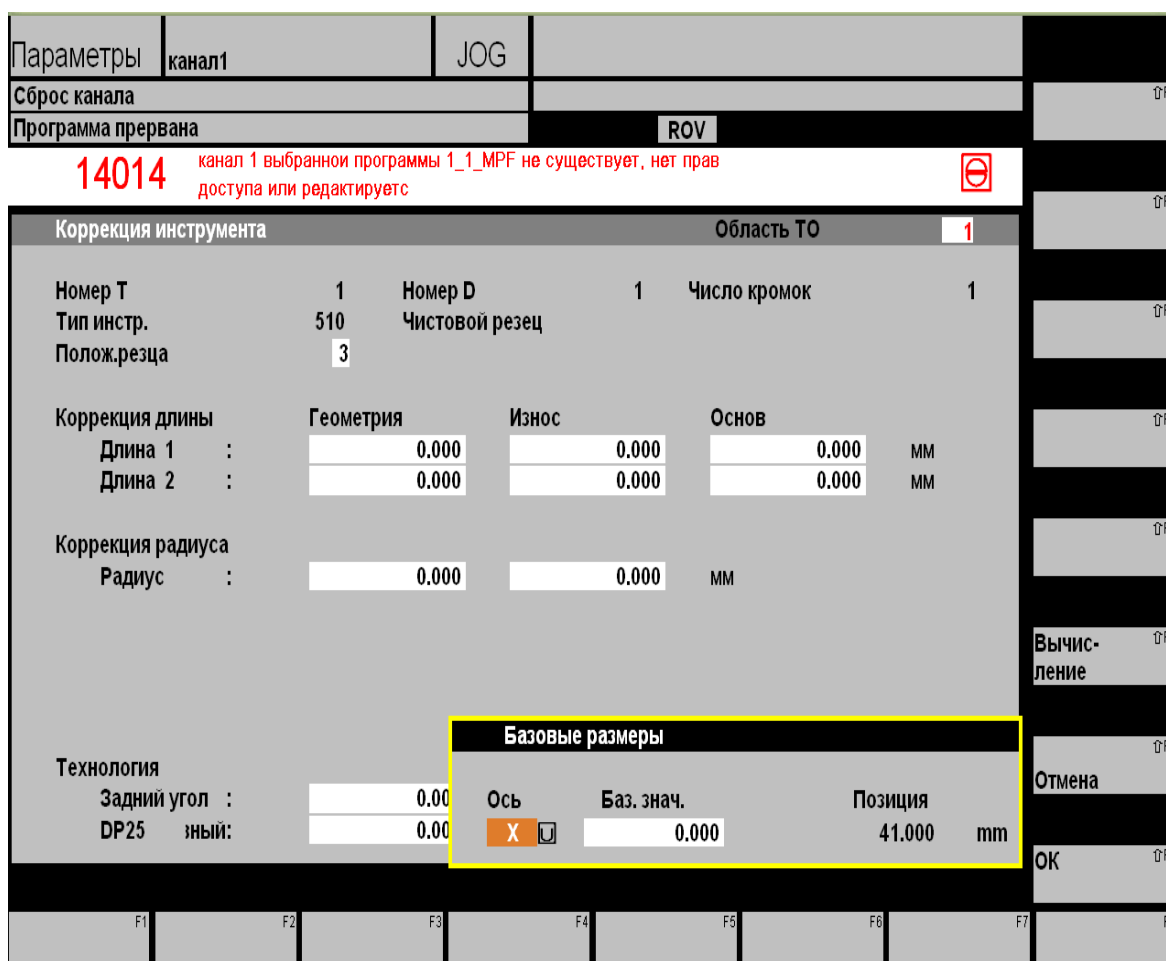 Параметры канал1 JOG
Сброс канала
Программа прервана ROV
14014 канал 1 выбранной программы 1_1_MPF не существует, нет прав
доступа или редактируетс
Коррекция инструмента Область ТО 1
Номер Т 1 Номер D 1 Число кромок 1
Тип инстр. 510 Чистовой резец
Полож.резца 3
Коррекция длины Геометрия Износ Основ
Длина 1 : 0.000 0.000 0.000 мм
Длина 2 : 0.000 0.000 0.000 мм
Коррекция радиуса
Радиус : 0.000 0.000 мм
Вычис-
ление
Базовые размеры
Технология
Отмена
Задний угол : 0.00 Ось Баз. знач. Позиция
DP25 зный: 0.00 X U 0.000 41.000 mm
ОК
F1 F2 F3 F4 F5 F6 F7